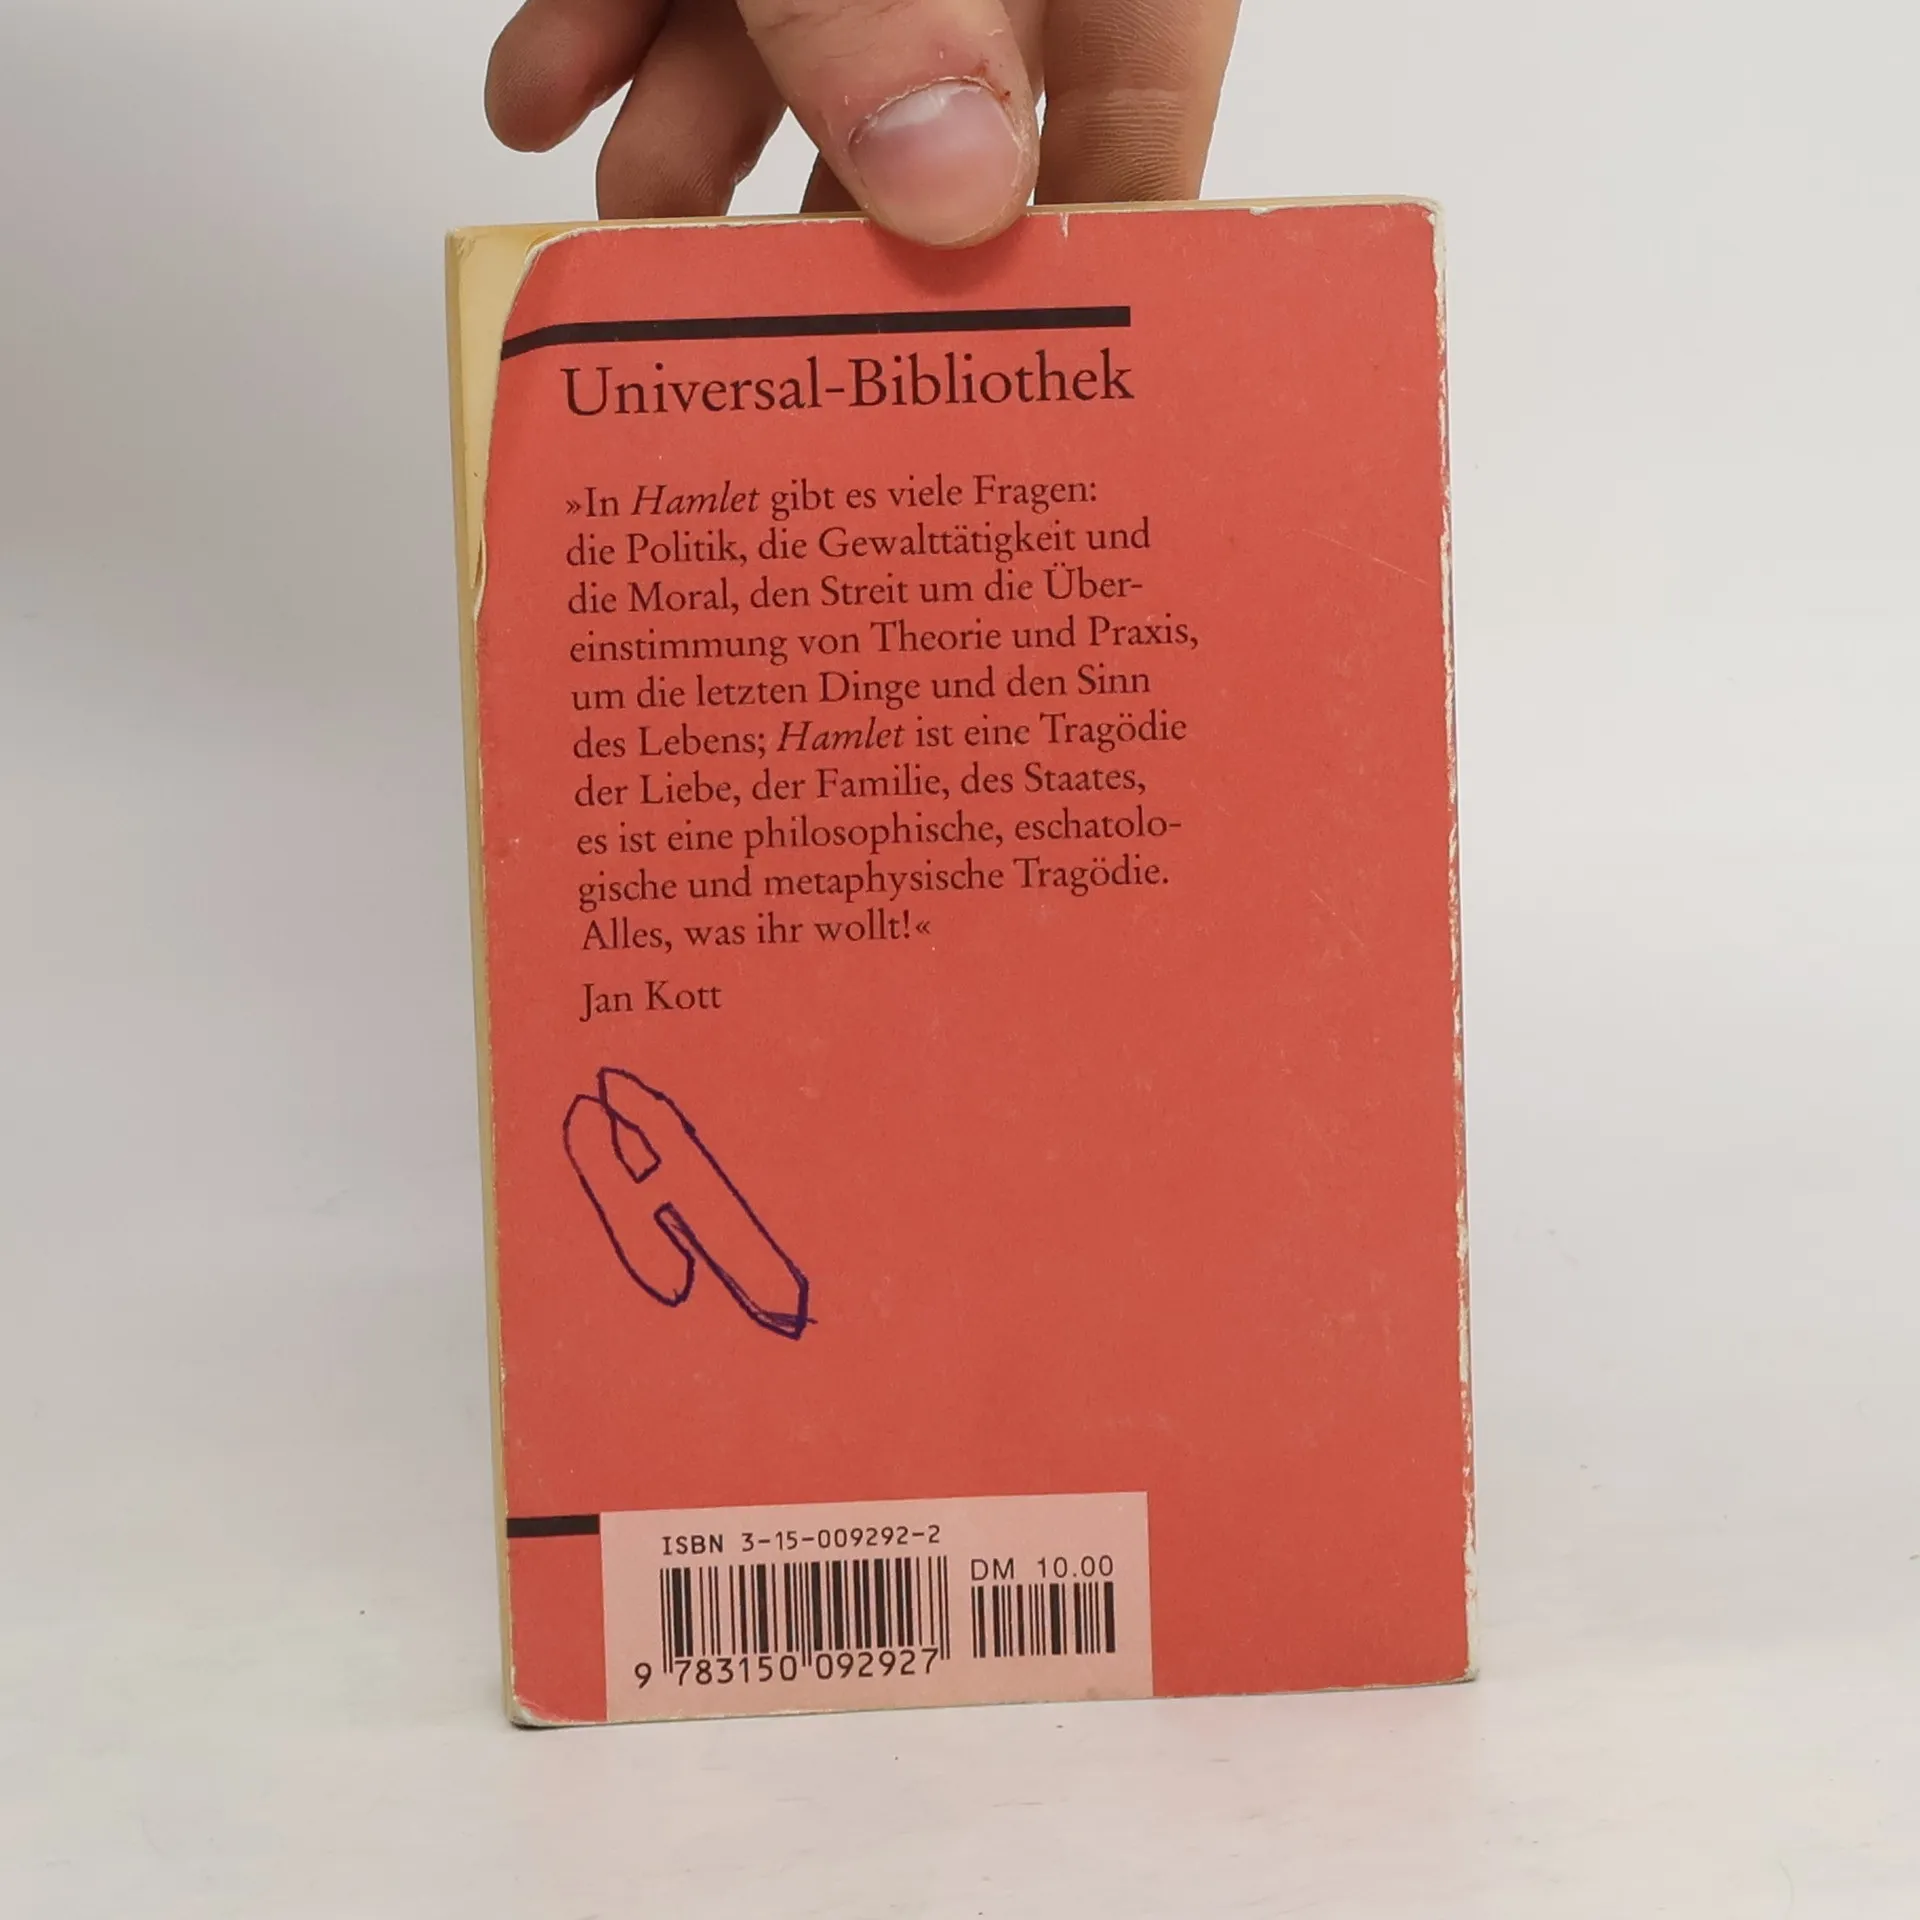 Universal-Bibliothek
»In Hamlet gibt es viele Fragen:
die Politik, die Gewalttätigkeit und
die Moral, den Streit um die Über-
einstimmung von Theorie und Praxis,
um die letzten Dinge und den Sinn
des Lebens; Hamlet ist eine Tragödie
der Liebe, der Familie, des Staates,
es ist eine philosophische, eschatolo-
gische und metaphysische Tragödie.
Alles, was ihr wollt!«
Jan Kott
ISBN 3-15-009292-2
DM 10.00
9 783150 092927